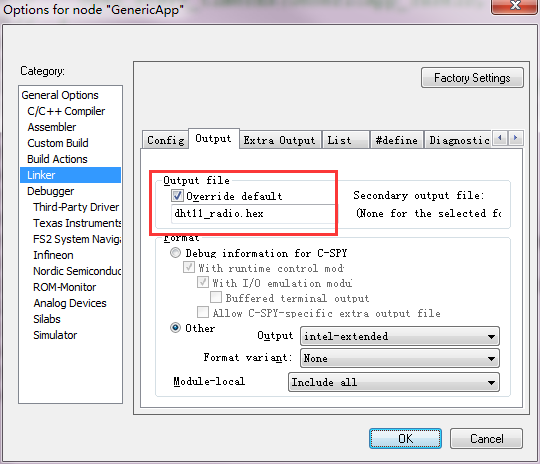 Options for node "GenericApp"
Category:
Factory Settings
General Options
C/C++ Compiler
Assembler
Custom Build
Build Actions
Linker
Debugger
Third-Party Driver
Texas Instruments
FS2 System Navig
Infineon
Nordic Semiconduc
ROM-Monitor
Analog Devices
Silabs
Simulator
Config Output Extra Output List #define Diagnostic
Output file
Override default
dht11_radio.hex
Secondary output file:
(None for the selected fo
Format
Debug information for C-SPY
With runtime control mod
With I/O emulation modu
Buffered terminal output
Allow C-SPY-specific extra output file
Other
Output intel-extended
Format variant: None
Module-local Include all
OK Cancel